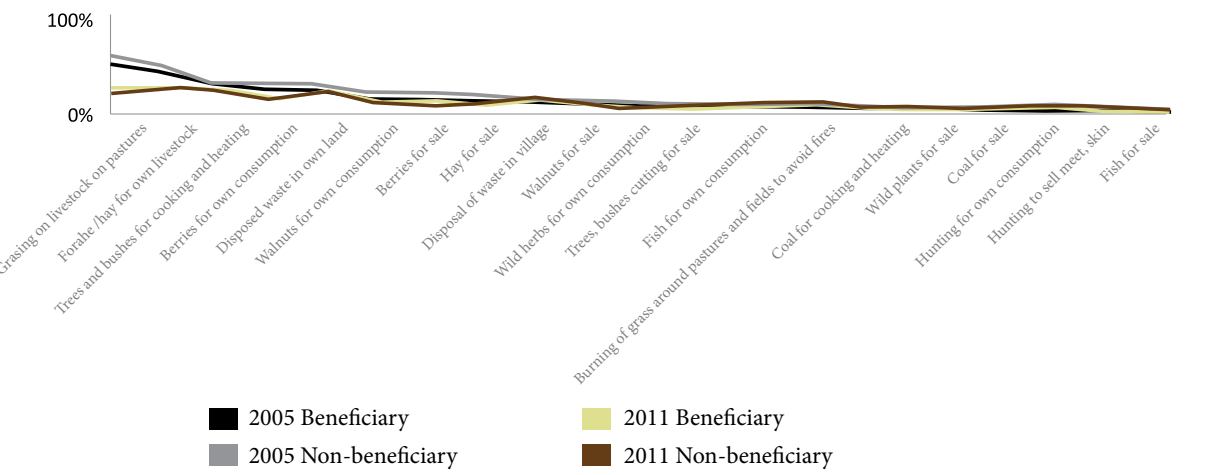 100%
0%
Grasing on livestock on pastures
Forahe /hay for own livestock
Trees and bushes for cooking and heating
Berries for own consumption
Disposed waste in own land
Walnuts for own consumption
Berries for sale
Hay for sale
Disposal of waste in village
Walnuts for sale
Wild herbs for own consumption
Trees, bushes cutting for sale
Fish for own consumption
Burning of grass around pastures and fields to avoid fires
Coal for cooking and heating
Wild plants for sale
Coal for sale
Hunting for own consumption
Hunting to sell meet, skin
Fish for sale
2005 Beneficiary
2011 Beneficiary
2005 Non-beneficiary
2011 Non-beneficiary